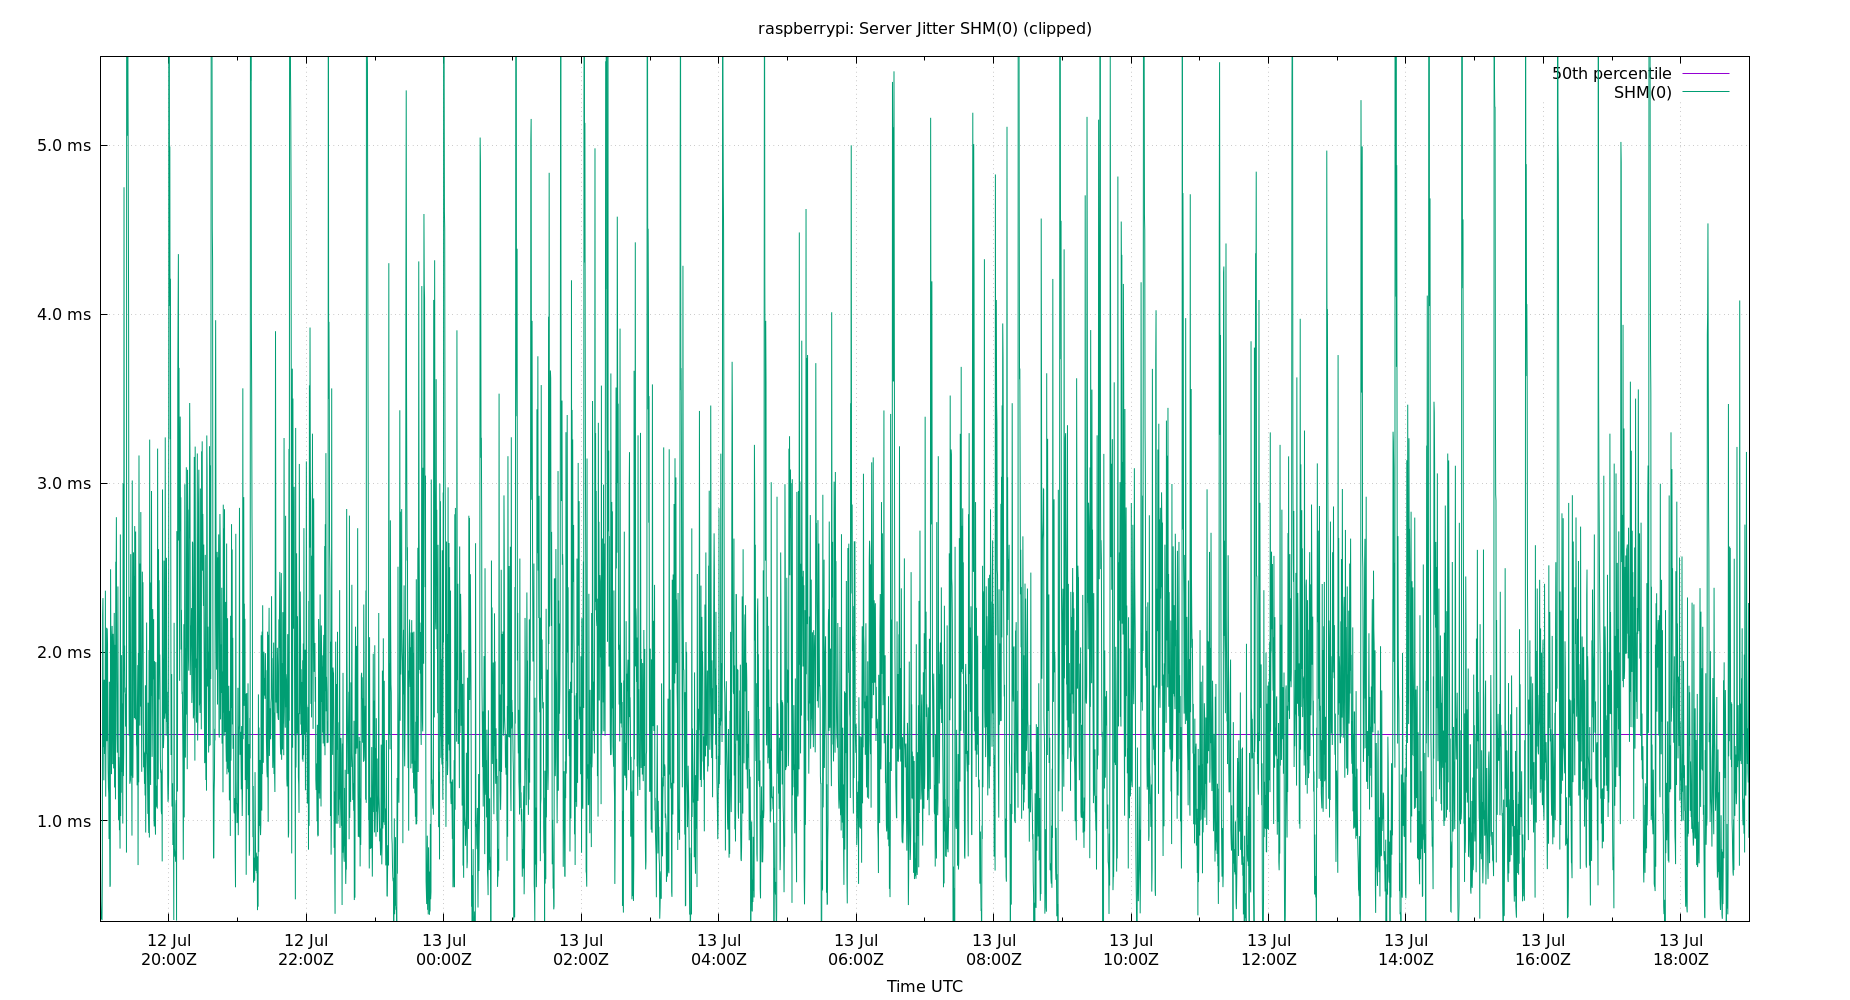 raspberrypi: Server Jitter SHM(0) (clipped)
50th percentile
SHM(0)
5.0 ms
4.0 ms
3.0 ms
2.0 ms
1.0 ms
12 Jul 12 Jul 13 Jul 13 Jul 13 Jul 13 Jul 13 Jul 13 Jul 13 Jul 13 Jul 13 Jul 13 Jul
20:00Z 22:00Z 00:00Z 02:00Z 04:00Z 06:00Z 08:00Z 10:00Z 12:00Z 14:00Z 16:00Z 18:00Z
Time UTC